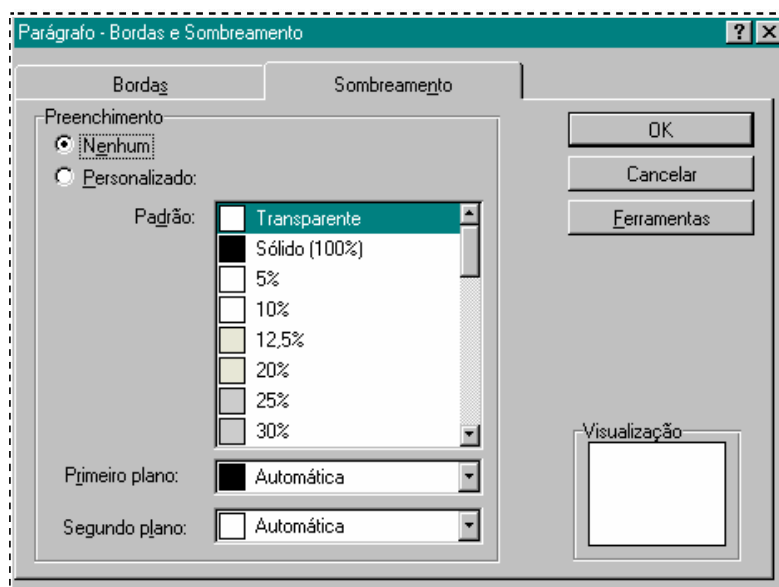 Parágrafo - Bordas e Sombreamento
Bordas
Sombreamento
Preenchimento
Nenhum
Personalizado:
Padrão:
Transparente
Sólido (100%)
5%
10%
12,5%
20%
25%
30%
Primeiro plano:
Automática
Segundo plano:
Automática
OK
Cancelar
Ferramentas
Visualização